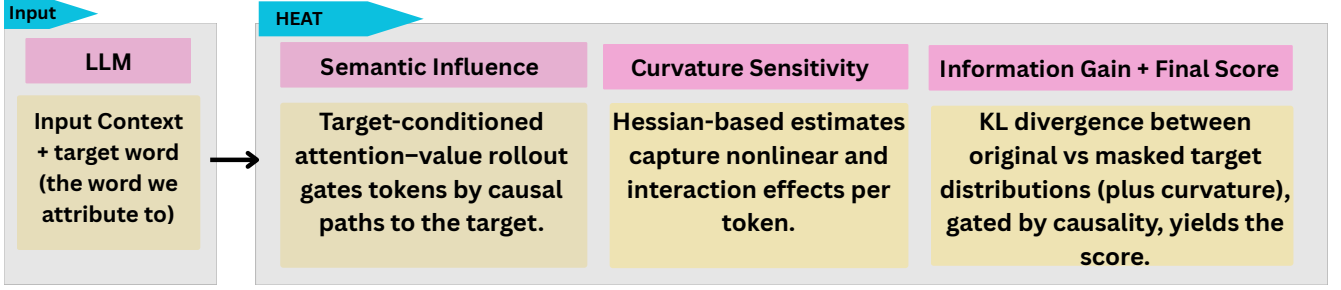 Input
LLM
Input Context
+ target word
(the word we
attribute to)
HEAT
Semantic Influence
Target-conditioned
attention–value rollout
gates tokens by causal
paths to the target.
Curvature Sensitivity
Hessian-based estimates
capture nonlinear and
interaction effects per
token.
Information Gain + Final Score
KL divergence between
original vs masked target
distributions (plus curvature),
gated by causality, yields the
score.